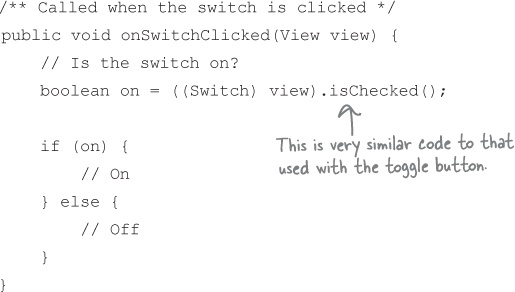 /** Called when the switch is clicked */
public void onSwitchClicked(View view) {
    // Is the switch on?
    boolean on = ((Switch) view).isChecked();
    if (on) {
        // On
    } else {
        // Off
    }
}
This is very similar code to that
used with the toggle button.